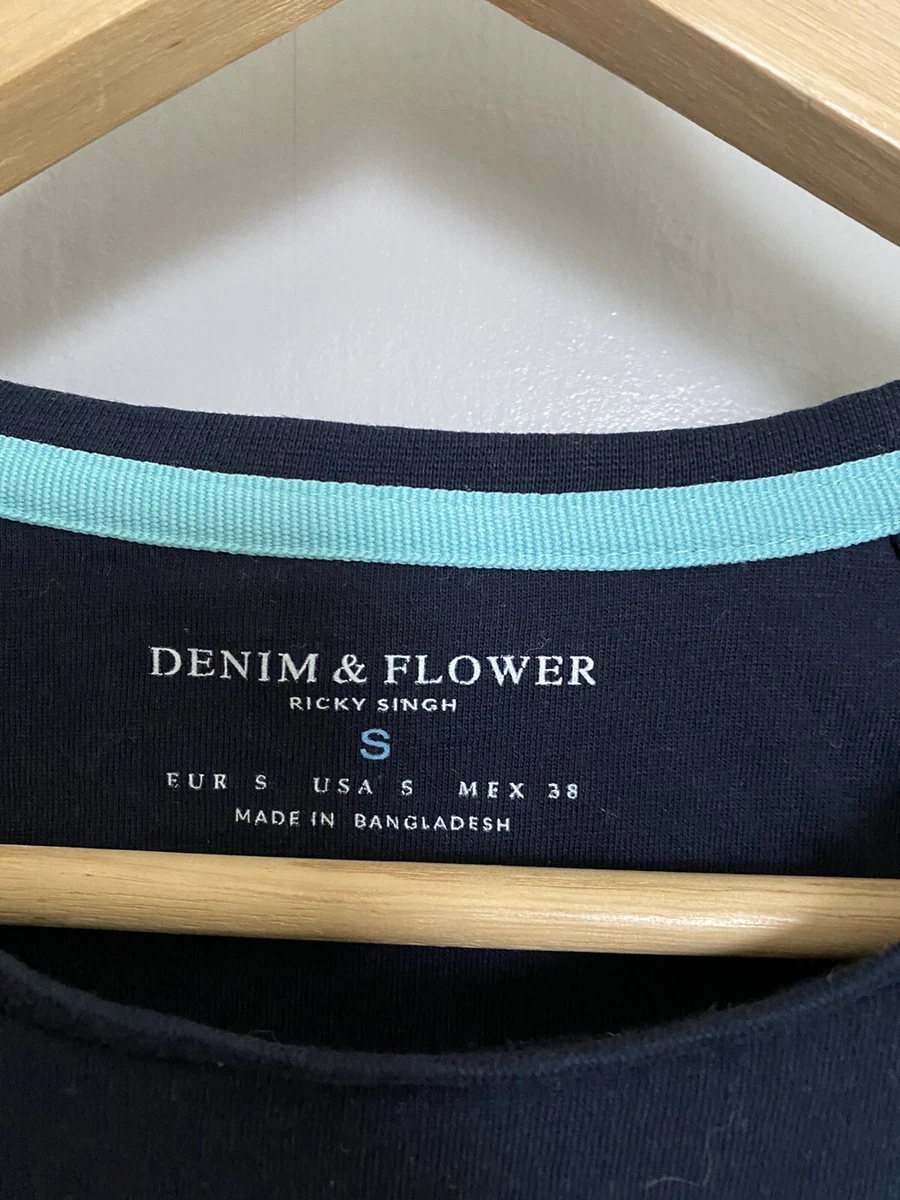 DENIM & FLOWER
RICKY SINGH
S
EUR S USA S MEX 38
MADE IN BANGLADESH